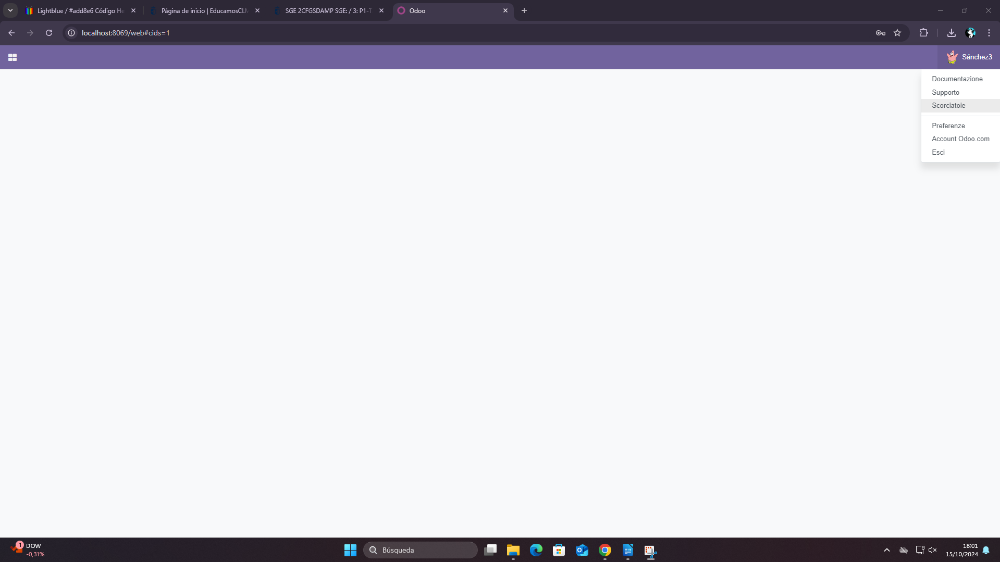 Lightblue / #add8e6 Código He
Página de inicio | EducamosCLM
SGE 2CFGSDAMP SGE: / 3: P1-T
Odoo
localhost:8069/web#cids=1
Sánchez3
Documentazione
Supporto
Scorciatoie
Preferenze
Account Odoo.com
Esci
1
DOW
-0,31%
Búsqueda
18:01
15/10/2024